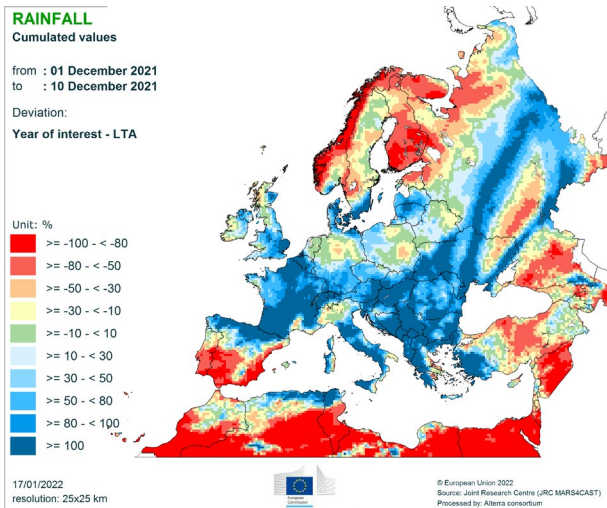 RAINFALL
Cumulated values
from : 01 December 2021
to : 10 December 2021
Deviation:
Year of interest - LTA
Unit: %
>= -100 - < -80
>= -80 - < -50
>= -50 - < -30
>= -30 - < -10
>= -10 - < 10
>= 10 - < 30
>= 30 - < 50
>= 50 - < 80
>= 80 - < 100
>= 100
17/01/2022
resolution: 25x25 km
European
Commission
© European Union 2022
Source: Joint Research Centre (JRC MARS4CAST)
Processed by: Alterra consortium